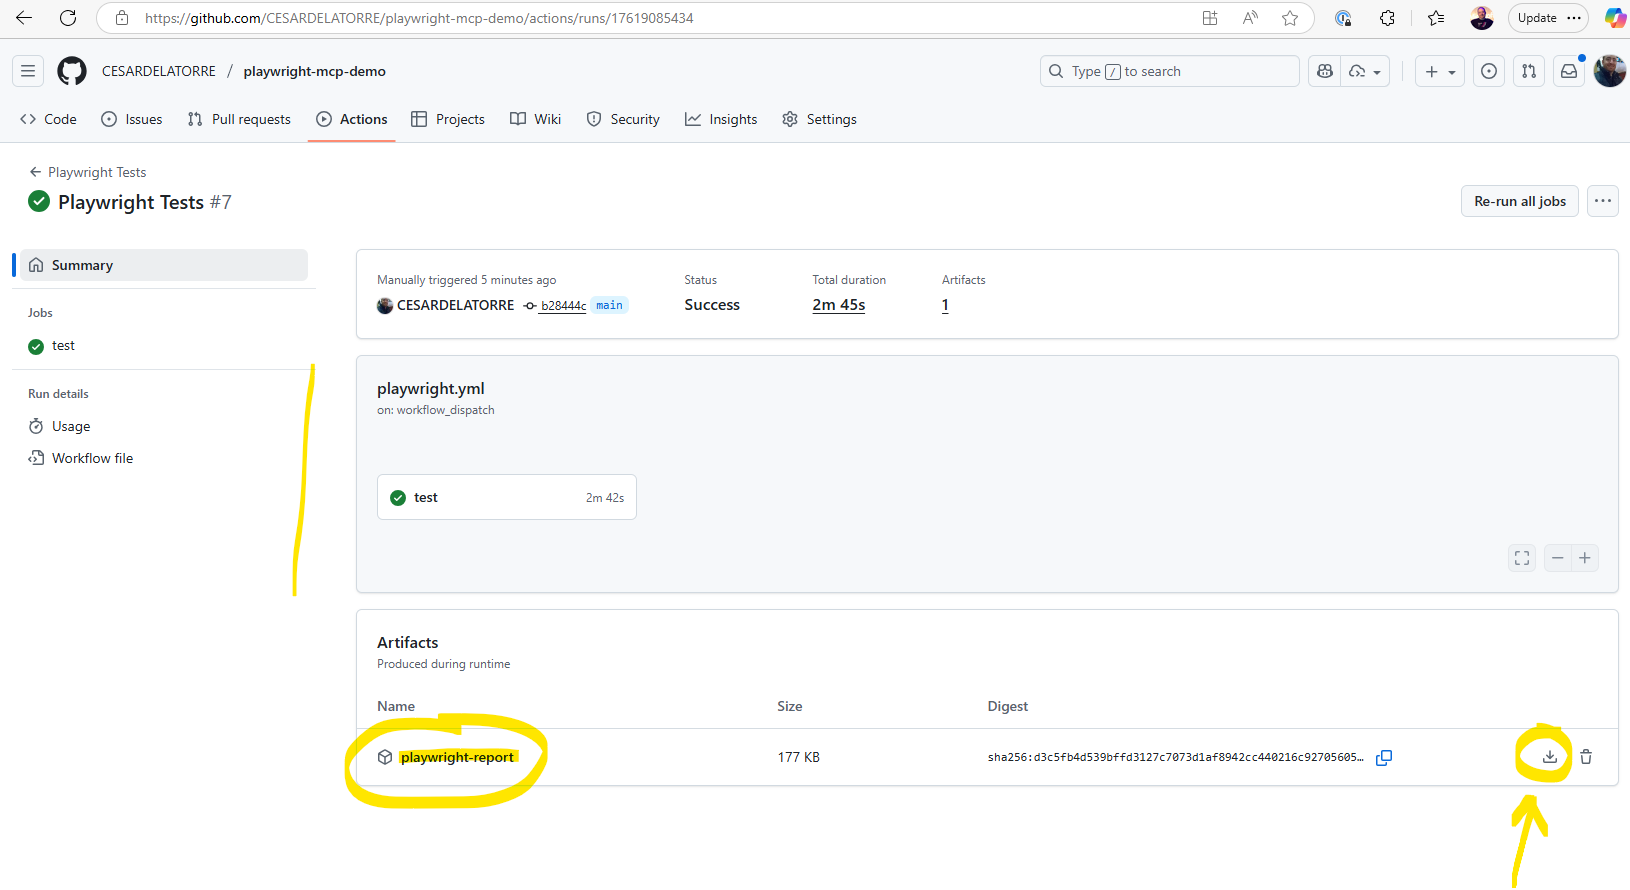 https://github.com/CESARDELATORRE/playwright-mcp-demo/actions/runs/17619085434
Update
CESARDELATORRE / playwright-mcp-demo
Type / to search
Code Issues Pull requests Actions Projects Wiki Security Insights Settings
Playwright Tests
Playwright Tests #7
Re-run all jobs
Summary
Jobs
test
Run details
Usage
Workflow file
Manually triggered 5 minutes ago
CESARDELATORRE b28444c main
Status
Success
Total duration
2m 45s
Artifacts
1
playwright.yml
on: workflow_dispatch
test 2m 42s
Artifacts
Produced during runtime
Name Size Digest
playwright-report 177 KB sha256:d3c5fb4d539bffd3127c7073d1af8942cc440216c92705605…